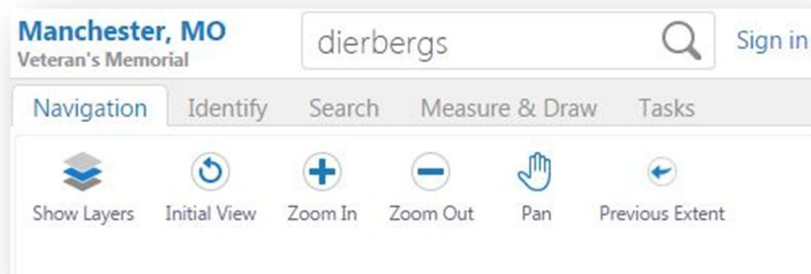 Manchester, MO
Veteran's Memorial
dierbergs
Sign in
Navigation Identify Search Measure & Draw Tasks
Show Layers Initial View Zoom In Zoom Out Pan Previous Extent